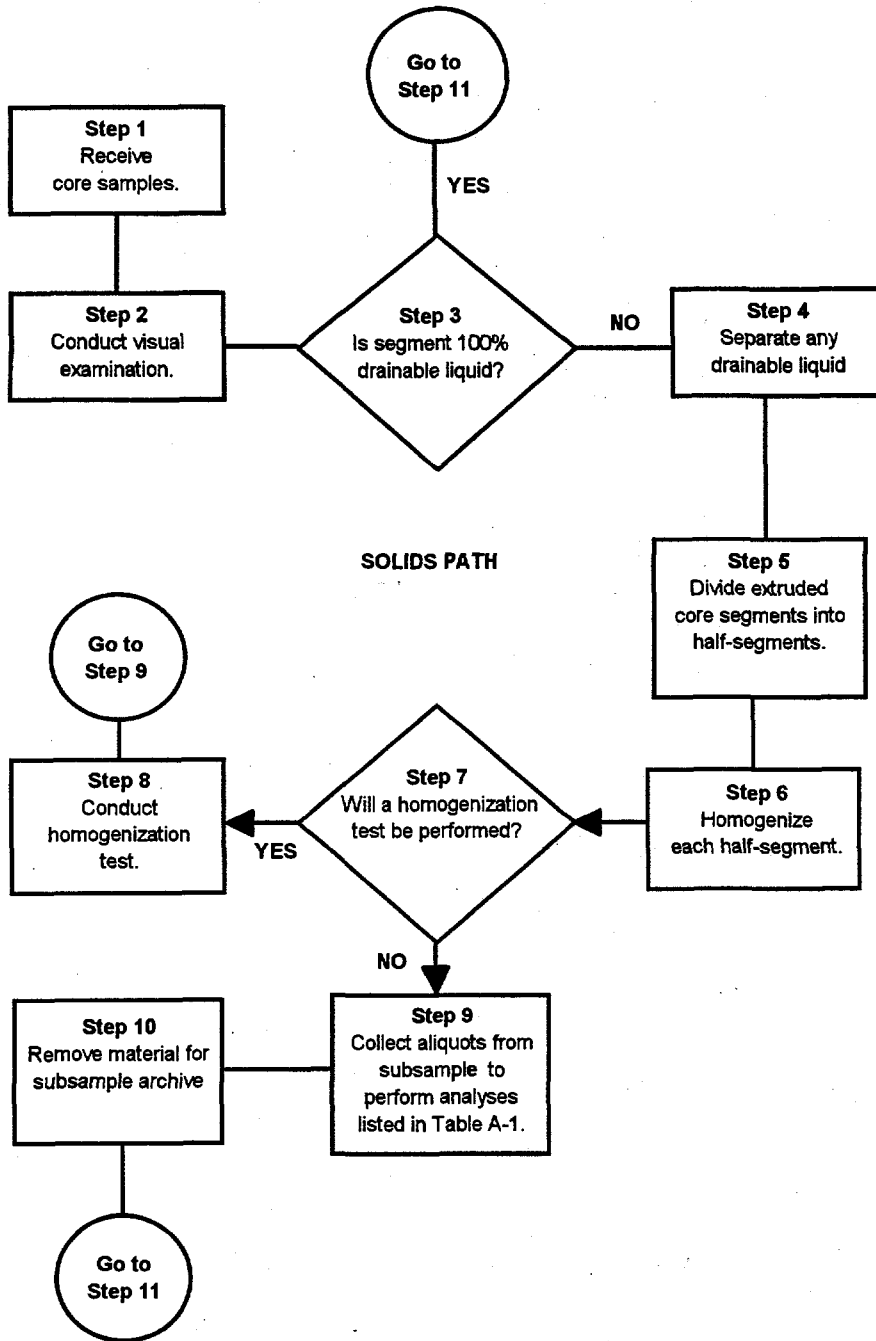 Go to
Step 11
Step 1
Receive
core samples.
YES
Step 2
Conduct visual
examination.
Step 3
Is segment 100%
drainable liquid?
NO
Step 4
Separate any
drainable liquid
SOLIDS PATH
Step 5
Divide extruded
core segments into
half-segments.
Go to
Step 9
Step 6
Homogenize
each half-segment.
Step 7
Will a homogenization
test be performed?
YES
Step 8
Conduct
homogenization
test.
NO
Step 9
Collect aliquots from
subsample to
perform analyses
listed in Table A-1.
Step 10
Remove material for
subsample archive
Go to
Step 11